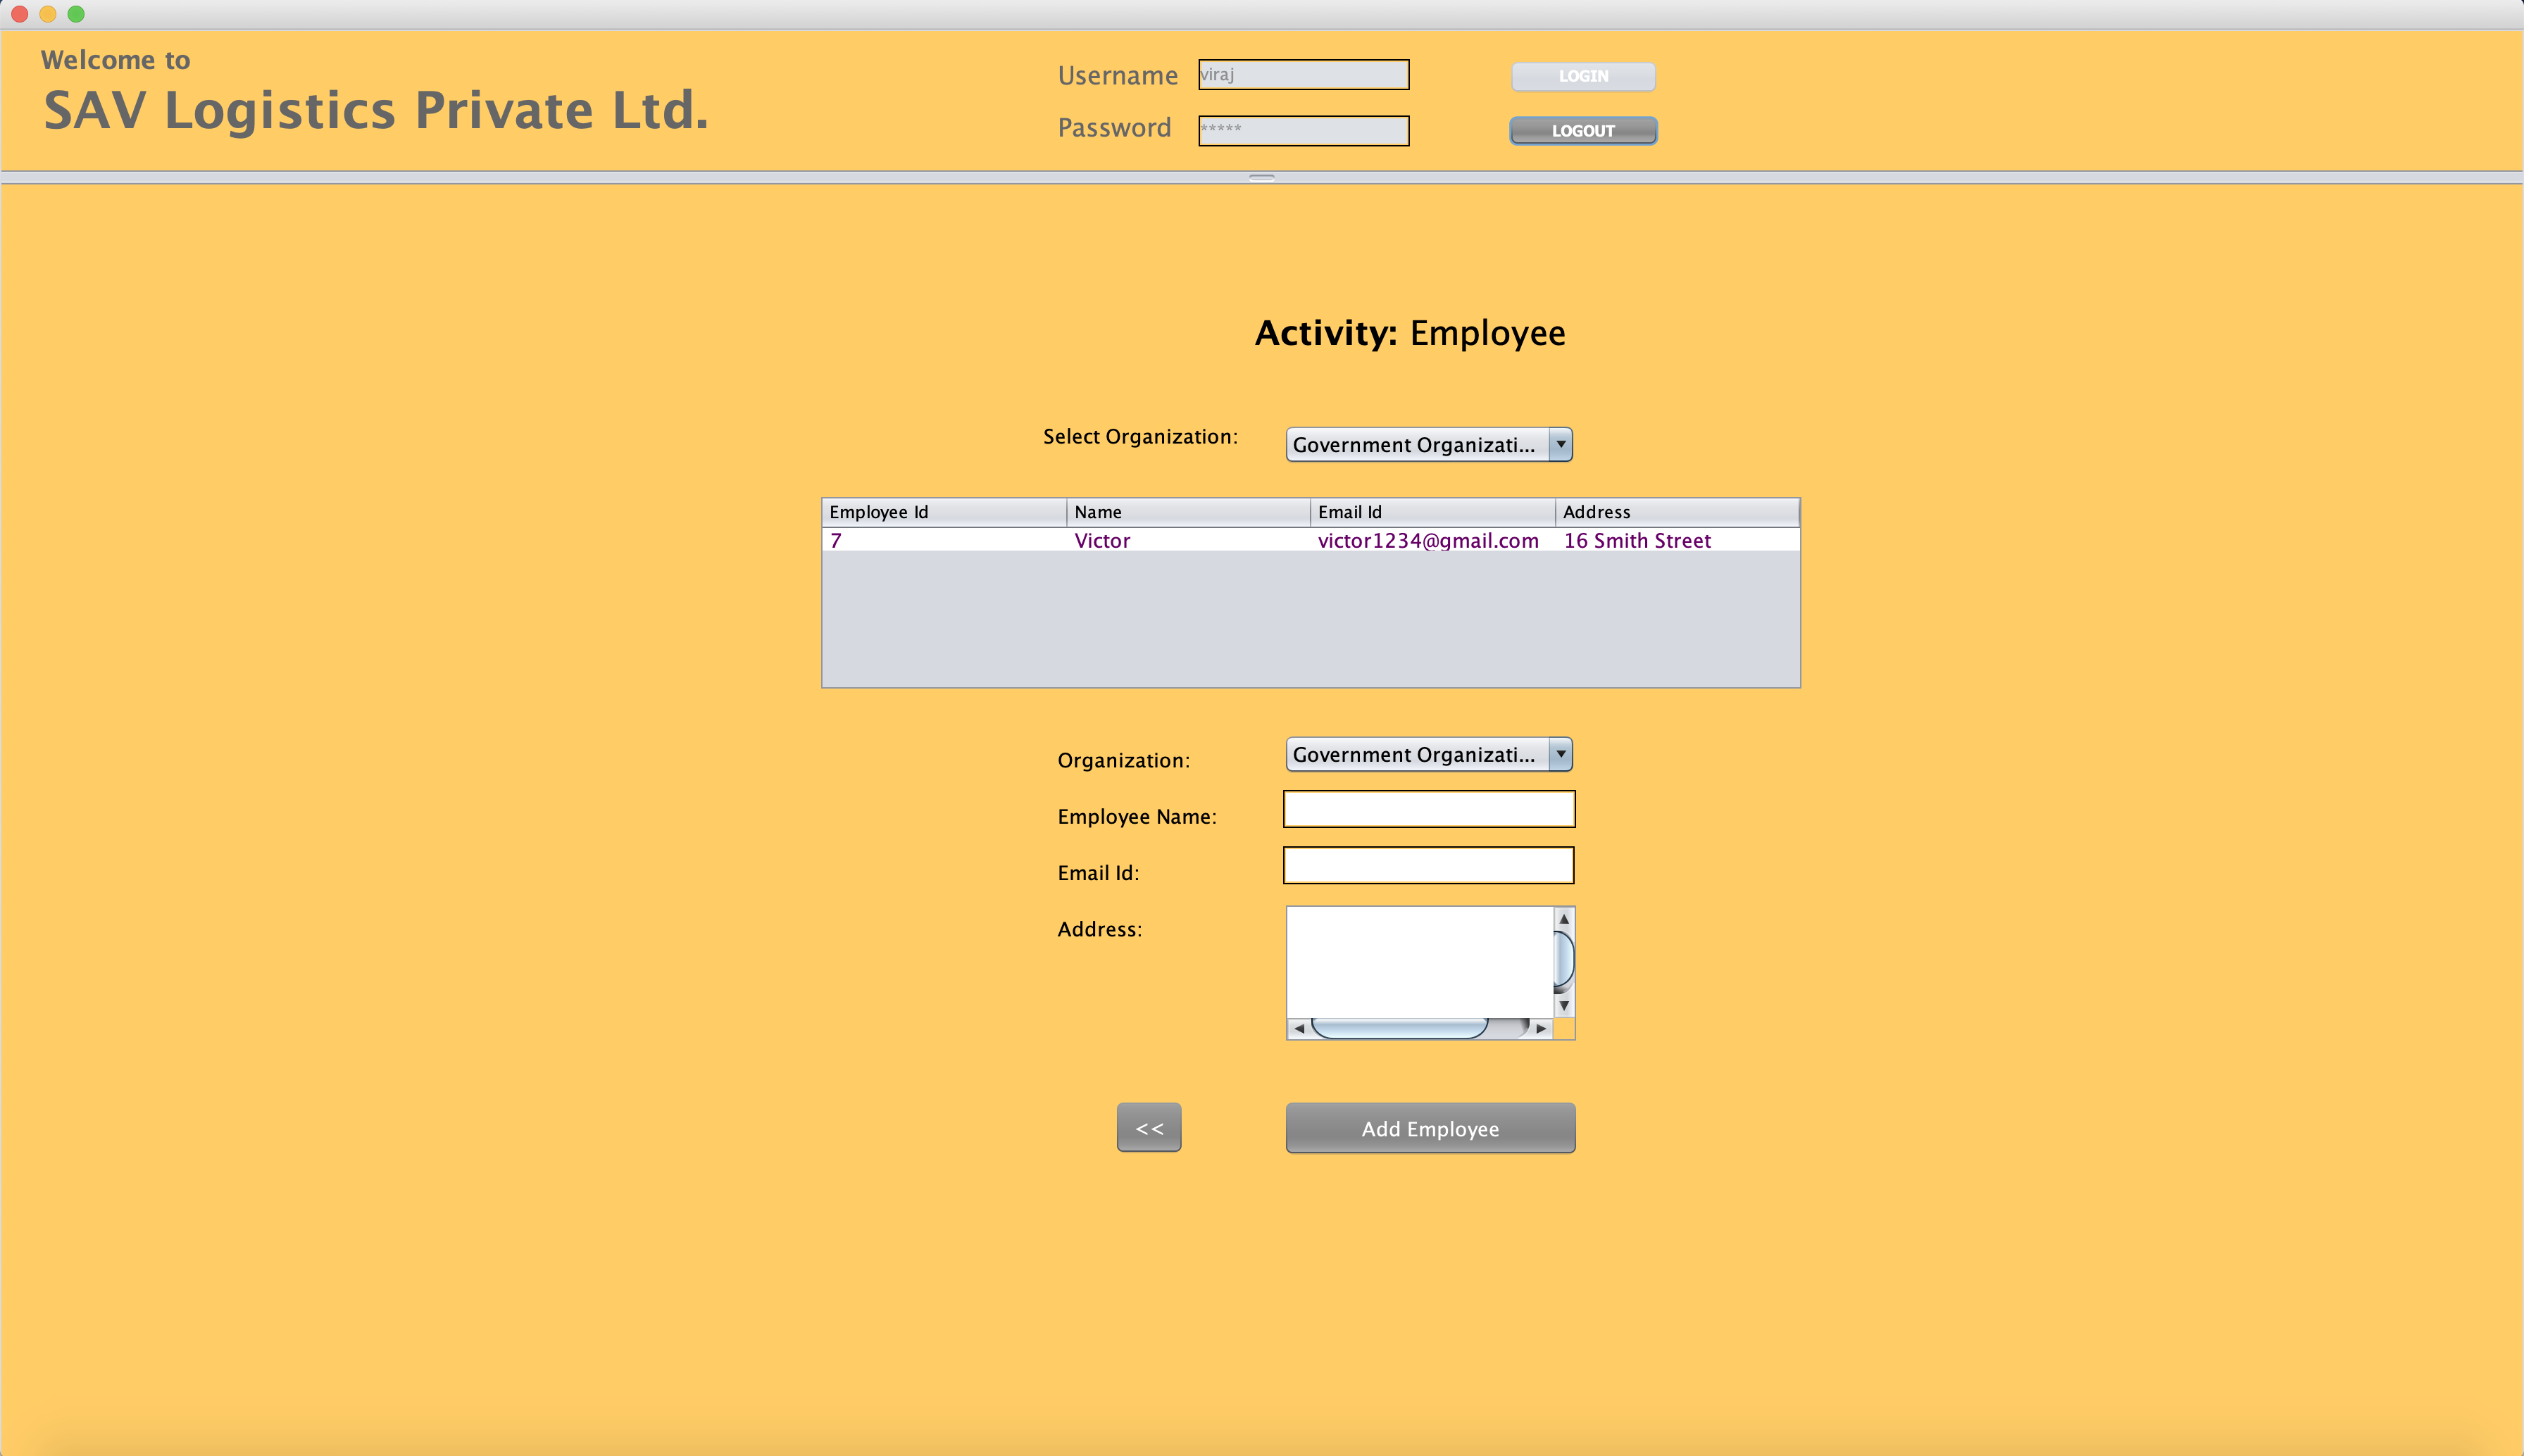 Welcome to
SAV Logistics Private Ltd.
Username viraj LOGIN
Password ***** LOGOUT
Activity: Employee
Select Organization: Government Organizati...
Employee Id Name Email Id Address
7 Victor victor1234@gmail.com 16 Smith Street
Organization: Government Organizati...
Employee Name:
Email Id:
Address:
<< Add Employee